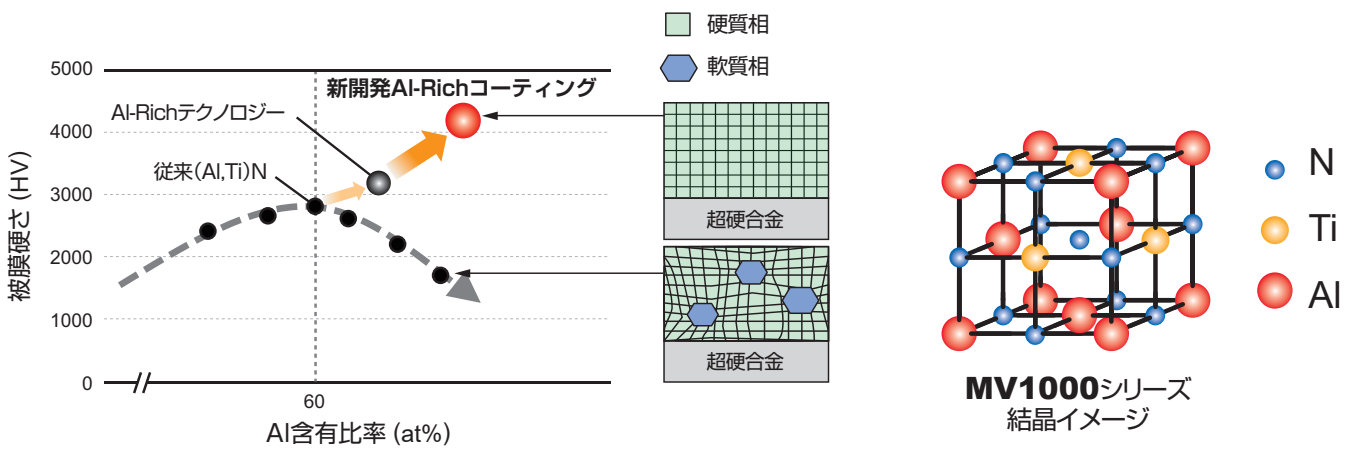 硬質相
軟質相
被膜硬さ (HV)
5000
4000
3000
2000
1000
0
新開発Al-Richコーティング
Al-Richテクノロジー
従来(Al,Ti)N
60
Al含有比率 (at%)
超硬合金
超硬合金
N
Ti
Al
MV1000シリーズ
結晶イメージ